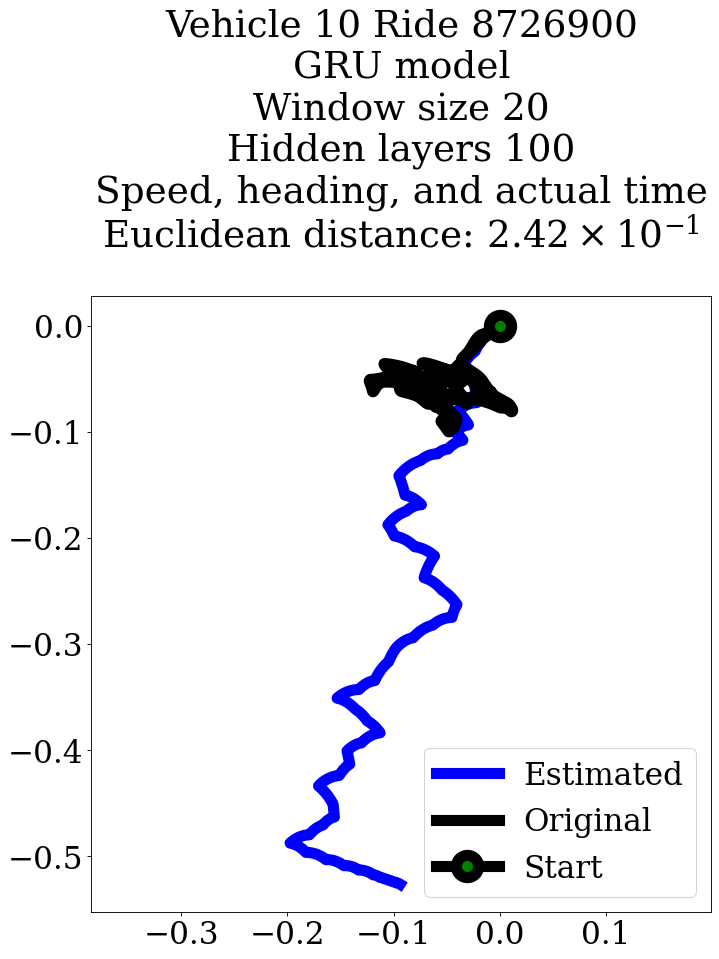 Vehicle 10 Ride 8726900
GRU model
Window size 20
Hidden layers 100
Speed, heading, and actual time
Euclidean distance: 2.42 × 10⁻¹
0.0
−0.1
−0.2
−0.3
−0.4
−0.5
Estimated
Original
Start
−0.3 −0.2 −0.1 0.0 0.1